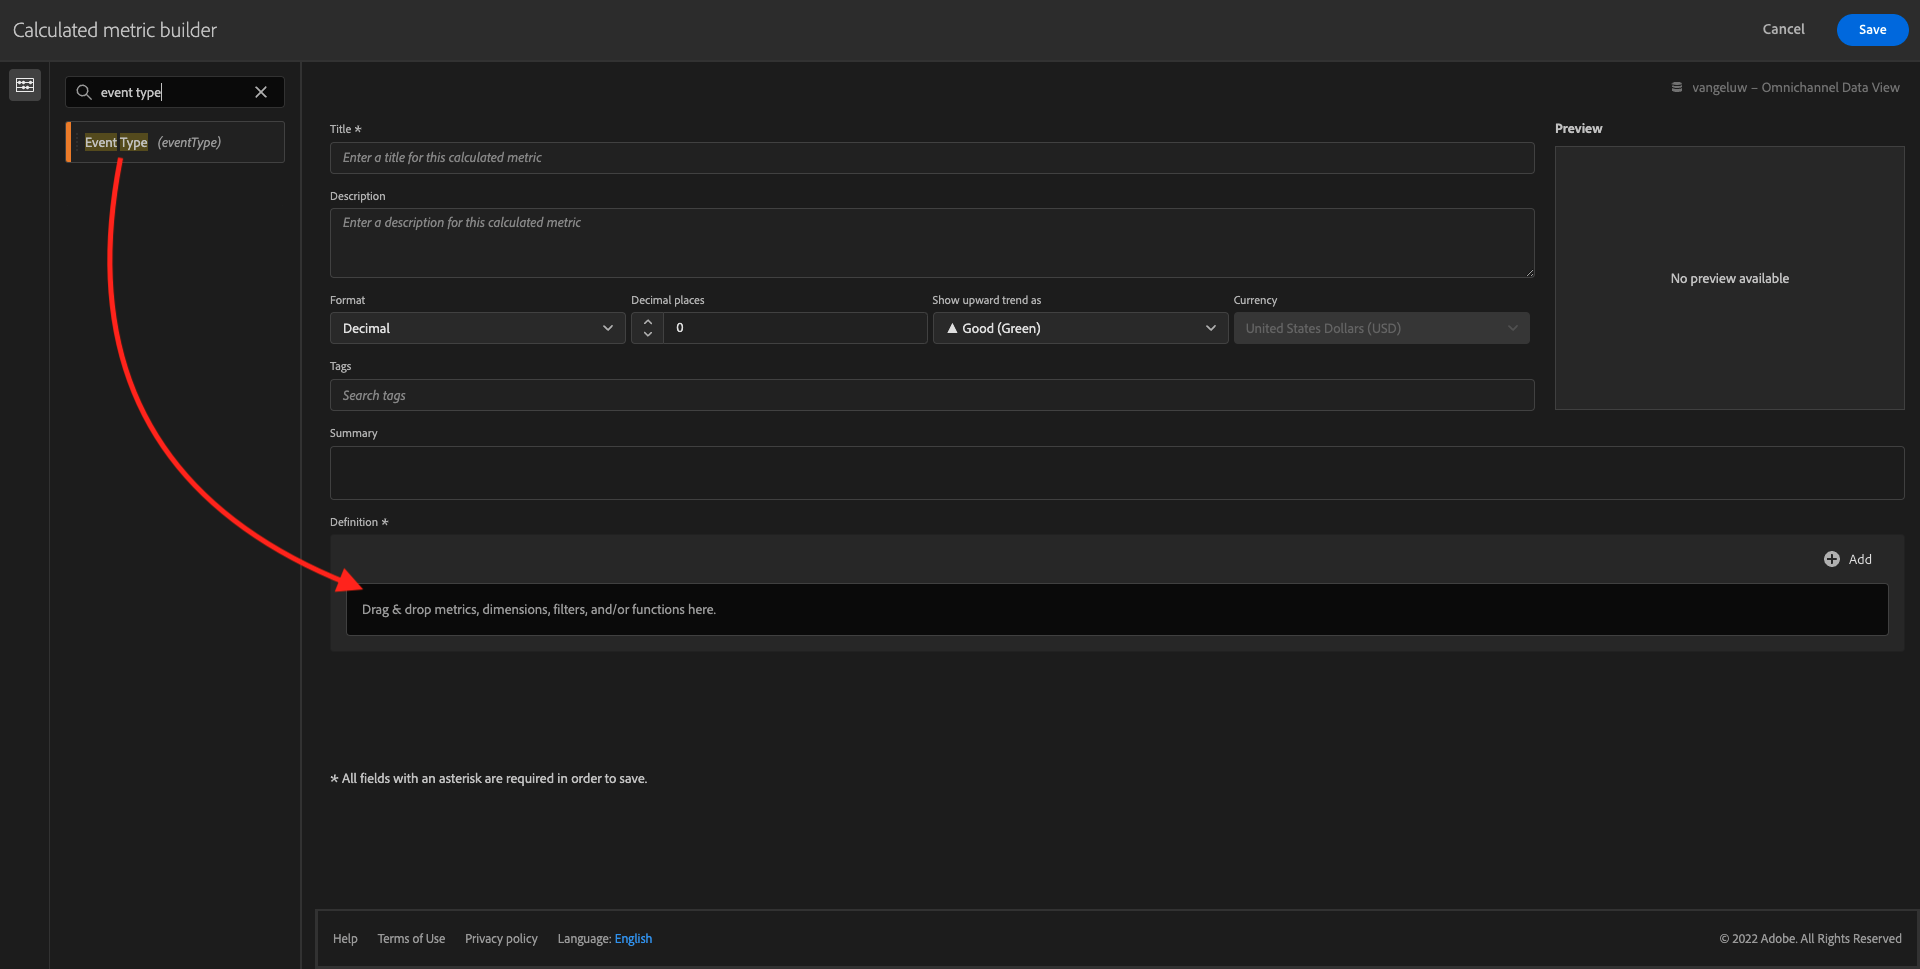 Calculated metric builder
Cancel
Save
event type
Event Type (eventType)
vangeluw – Omnichannel Data View
Title *
Enter a title for this calculated metric
Preview
No preview available
Description
Enter a description for this calculated metric
Format
Decimal
Decimal places
0
Show upward trend as
▲ Good (Green)
Currency
United States Dollars (USD)
Tags
Search tags
Summary
Definition *
Add
Drag & drop metrics, dimensions, filters, and/or functions here.
* All fields with an asterisk are required in order to save.
Help Terms of Use Privacy policy Language: English
© 2022 Adobe. All Rights Reserved